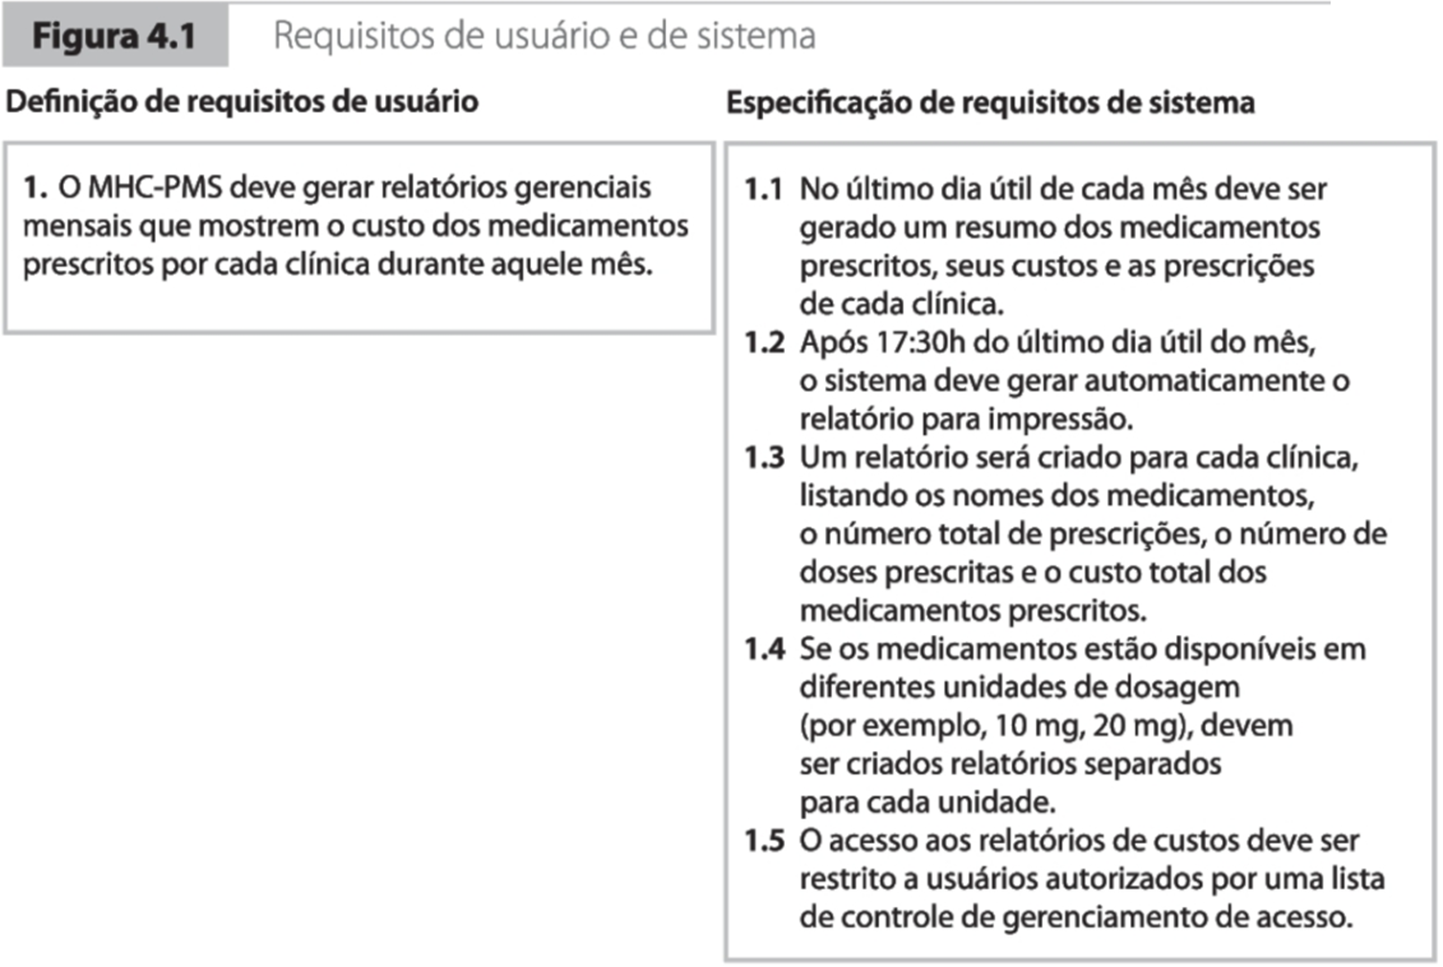 Figura 4.1 Requisitos de usuário e de sistema
Definição de requisitos de usuário
1. O MHC-PMS deve gerar relatórios gerenciais
mensais que mostrem o custo dos medicamentos
prescritos por cada clínica durante aquele mês.
Especificação de requisitos de sistema
1.1 No último dia útil de cada mês deve ser
gerado um resumo dos medicamentos
prescritos, seus custos e as prescrições
de cada clínica.
1.2 Após 17:30h do último dia útil do mês,
o sistema deve gerar automaticamente o
relatório para impressão.
1.3 Um relatório será criado para cada clínica,
listando os nomes dos medicamentos,
o número total de prescrições, o número de
doses prescritas e o custo total dos
medicamentos prescritos.
1.4 Se os medicamentos estão disponíveis em
diferentes unidades de dosagem
(por exemplo, 10 mg, 20 mg), devem
ser criados relatórios separados
para cada unidade.
1.5 O acesso aos relatórios de custos deve ser
restrito a usuários autorizados por uma lista
de controle de gerenciamento de acesso.